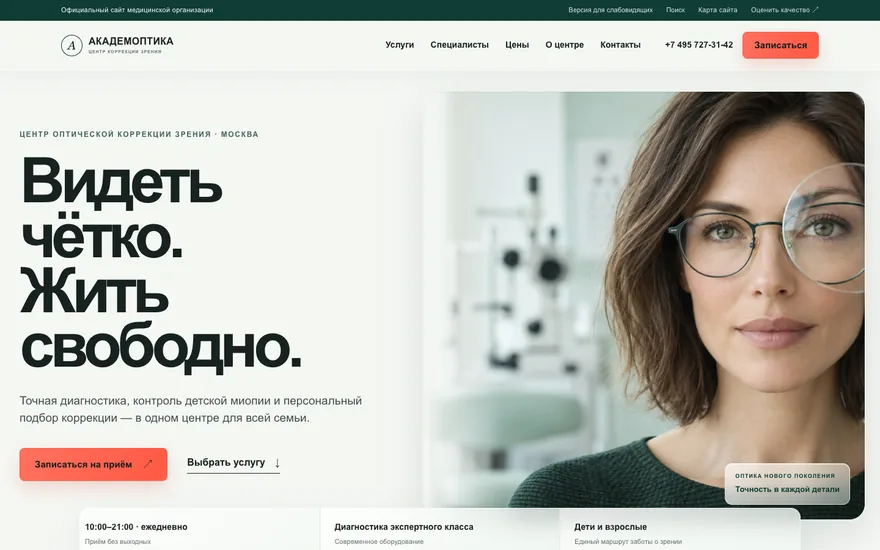 Официальный сайт медицинской организации
Версия для слабовидящих Поиск Карта сайта Оценить качество ↗
A АКАДЕМОПТИКА
ЦЕНТР КОРРЕКЦИИ ЗРЕНИЯ
Услуги Специалисты Цены О центре Контакты +7 495 727-31-42 Записаться
ЦЕНТР ОПТИЧЕСКОЙ КОРРЕКЦИИ ЗРЕНИЯ · МОСКВА
Видеть
чётко.
Жить
свободно.
Точная диагностика, контроль детской миопии и персональный
подбор коррекции — в одном центре для всей семьи.
Записаться на приём ↗ Выбрать услугу ↓
ОПТИКА НОВОГО ПОКОЛЕНИЯ
Точность в каждой детали
10:00–21:00 · ежедневно
Приём без выходных
Диагностика экспертного класса
Современное оборудование
Дети и взрослые
Единый маршрут заботы о зрении